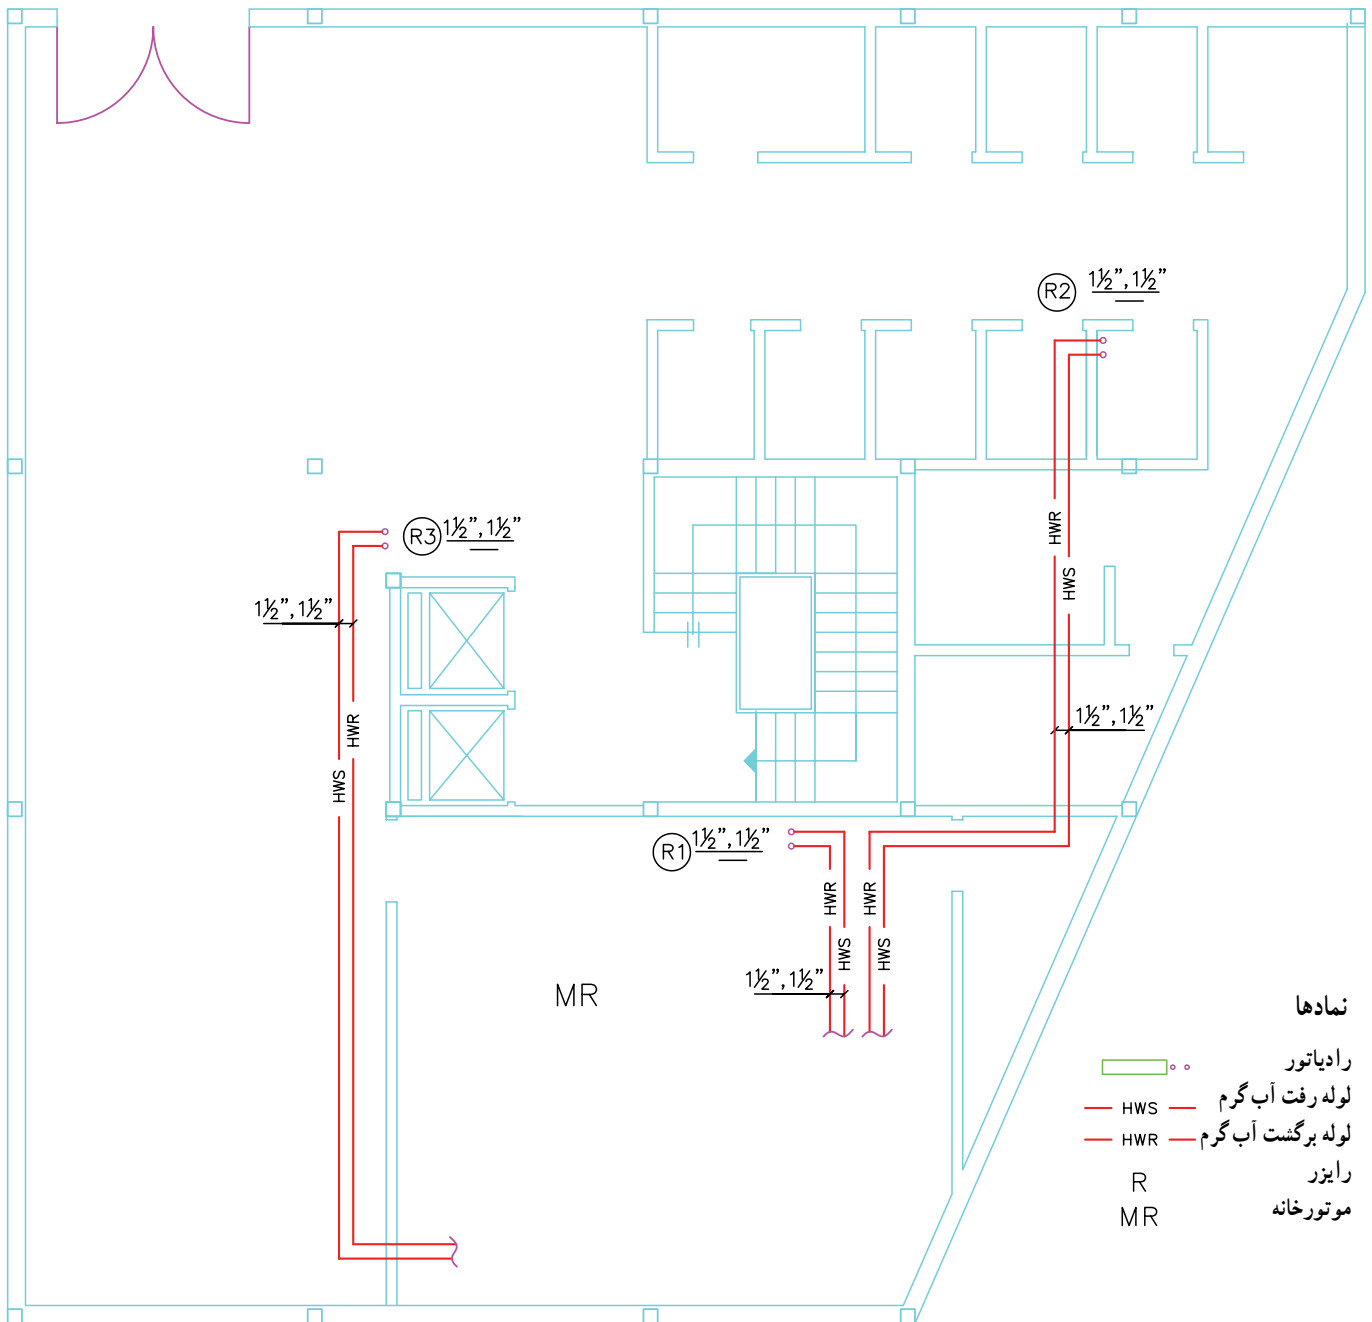 R2 1½”, 1½”
R3 1½”, 1½”
HWR
HWS
1½”, 1½”
HWR
HWS
1½”, 1½”
R1 1½”, 1½”
HWR
HWR
HWS
HWS
1½”, 1½”
MR
نمادها
رادیاتور
لوله رفت آب گرم HWS
لوله برگشت آب گرم HWR
رایزر R
موتورخانه MR